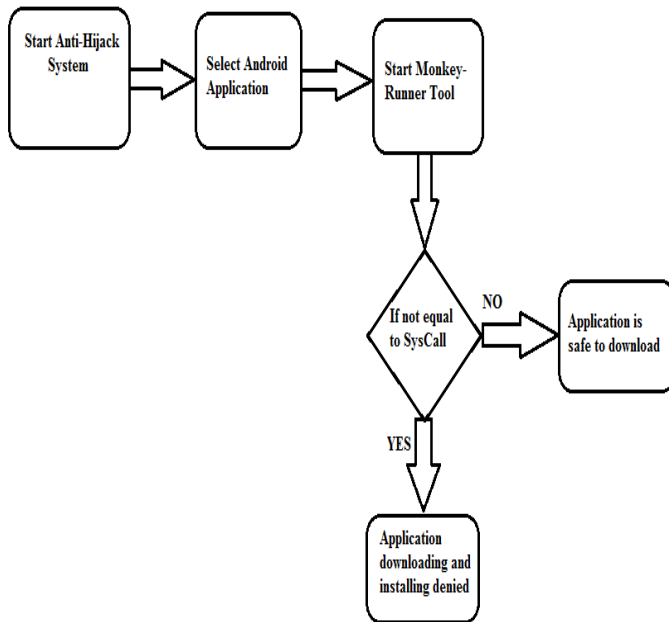 Start Anti-Hijack
System
Select Android
Application
Start Monkey-
Runner Tool
If not equal
to SysCall
NO
Application is
safe to download
YES
Application
downloading and
installing denied